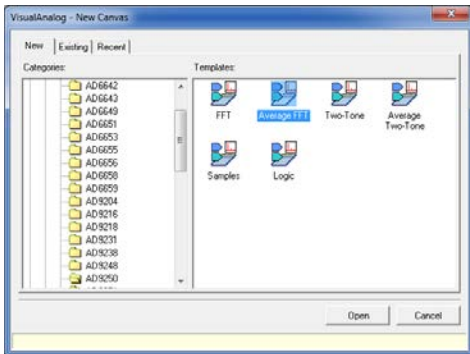 VisualAnalog - New Canvas
New
Existing
Recent
Categories:
AD6642
AD6643
AD6649
AD6651
AD6653
AD6655
AD6656
AD6658
AD6659
AD9204
AD9216
AD9218
AD9231
AD9238
AD9248
AD9250
Templates:
FFT
Average FFT
Two-Tone
Average
Two-Tone
Samples
Logic
Open
Cancel